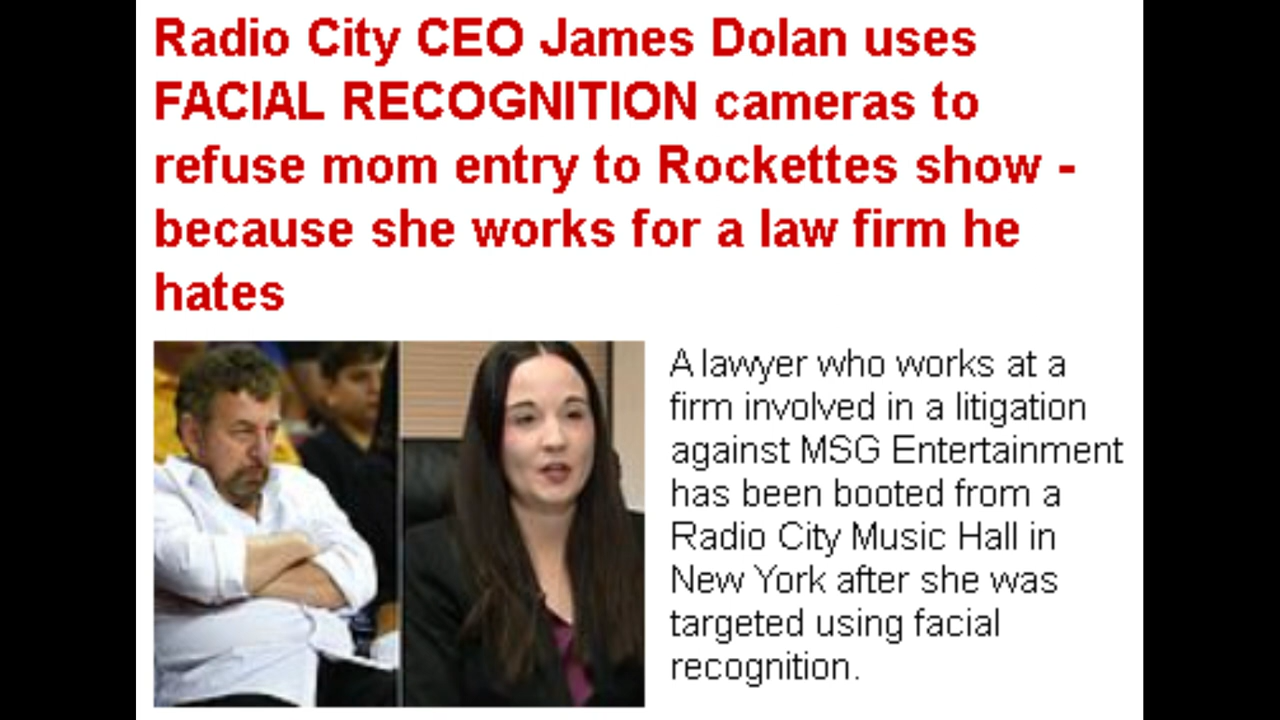 Radio City CEO James Dolan uses
FACIAL RECOGNITION cameras to
refuse mom entry to Rockettes show -
because she works for a law firm he
hates
A lawyer who works at a
firm involved in a litigation
against MSG Entertainment
has been booted from a
Radio City Music Hall in
New York after she was
targeted using facial
recognition.